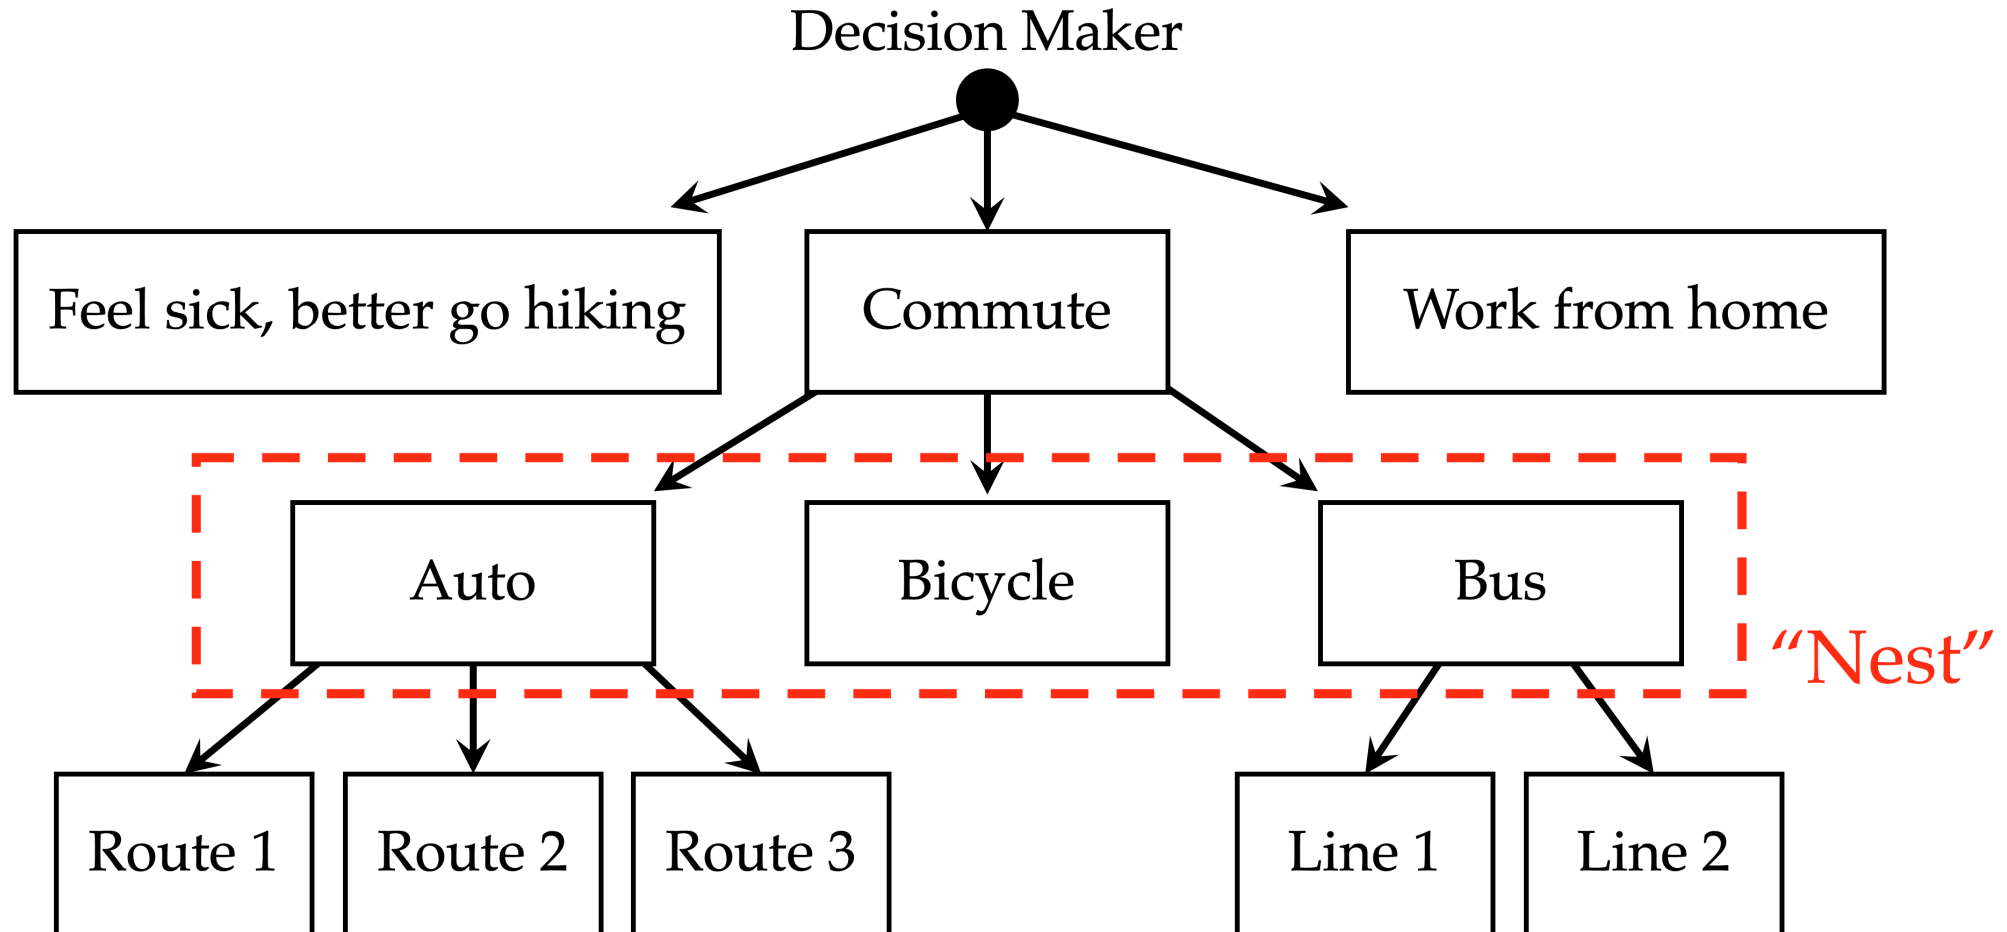 Decision Maker
Feel sick, better go hiking
Commute
Work from home
Auto
Bicycle
Bus
“Nest”
Route 1
Route 2
Route 3
Line 1
Line 2